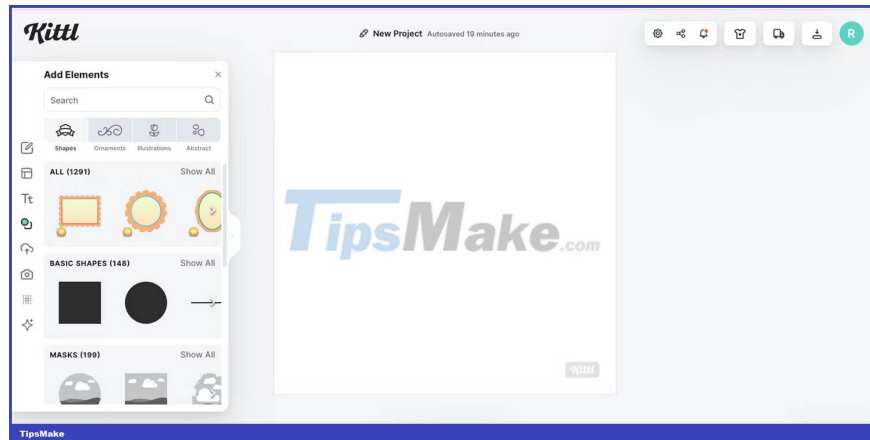 Kittl
New Project Autosaved 19 minutes ago
R
Add Elements
Search
Shapes Ornaments Illustrations Abstract
ALL (1291) Show All
Tt
BASIC SHAPES (148) Show All
MASKS (199) Show All
TipsMake.com
Kittl
TipsMake